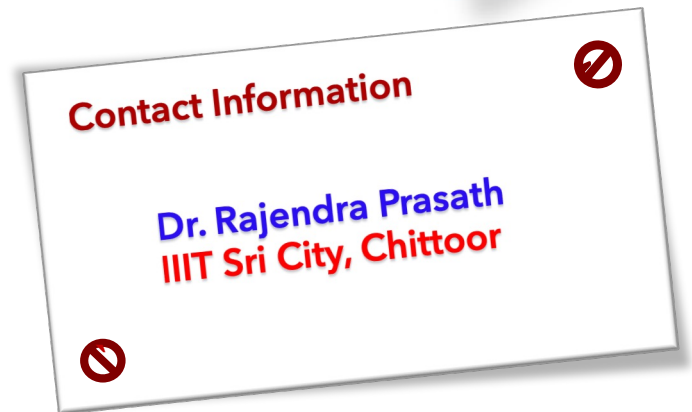 Contact Information
Dr. Rajendra Prasath
IIIT Sri City, Chittoor